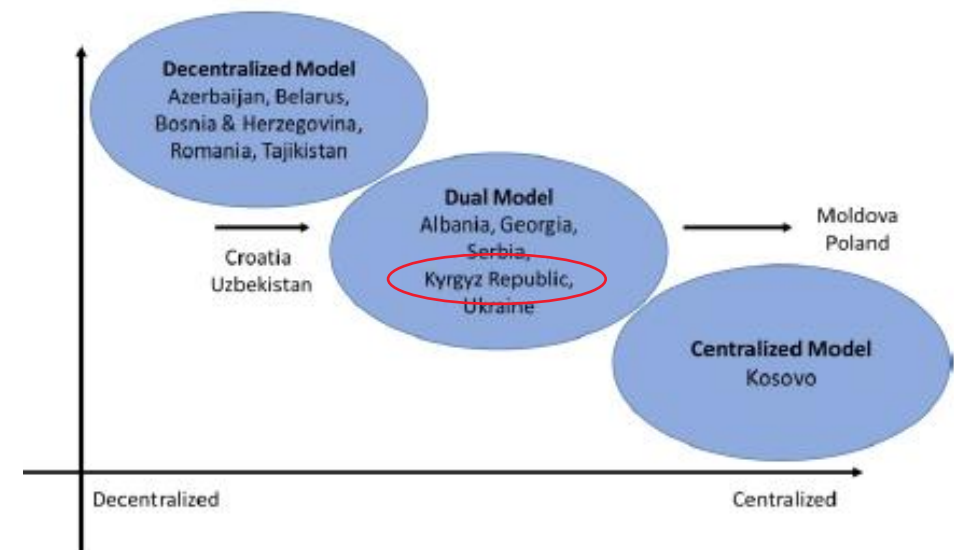 Decentralized Model
Azerbaijan, Belarus,
Bosnia & Herzegovina,
Romania, Tajikistan
Dual Model
Albania, Georgia,
Serbia,
Kyrgyz Republic,
Ukraine
Croatia
Uzbekistan
Moldova
Poland
Centralized Model
Kosovo
Decentralized
Centralized